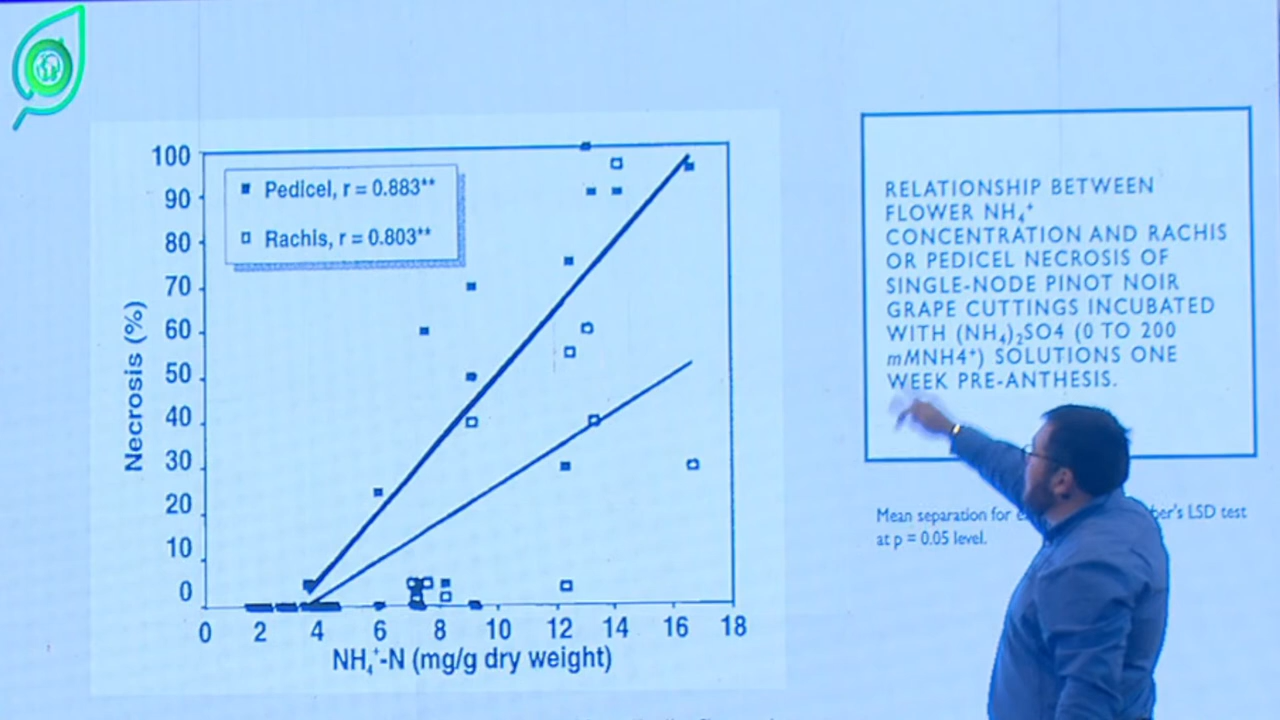 100
90
80
70
60
50
40
30
20
10
0
Necrosis (%)
Pedicel, r = 0.883**
Rachis, r = 0.803**
0 2 4 6 8 10 12 14 16 18
NH₄⁺-N (mg/g dry weight)
RELATIONSHIP BETWEEN
FLOWER NH₄⁺
CONCENTRATION AND RACHIS
OR PEDICEL NECROSIS OF
SINGLE-NODE PINOT NOIR
GRAPE CUTTINGS INCUBATED
WITH (NH₄)₂SO4 (0 TO 200
mMNH4⁺) SOLUTIONS ONE
WEEK PRE-ANTHESIS.
Mean separation for LSD test
at p = 0.05 level.